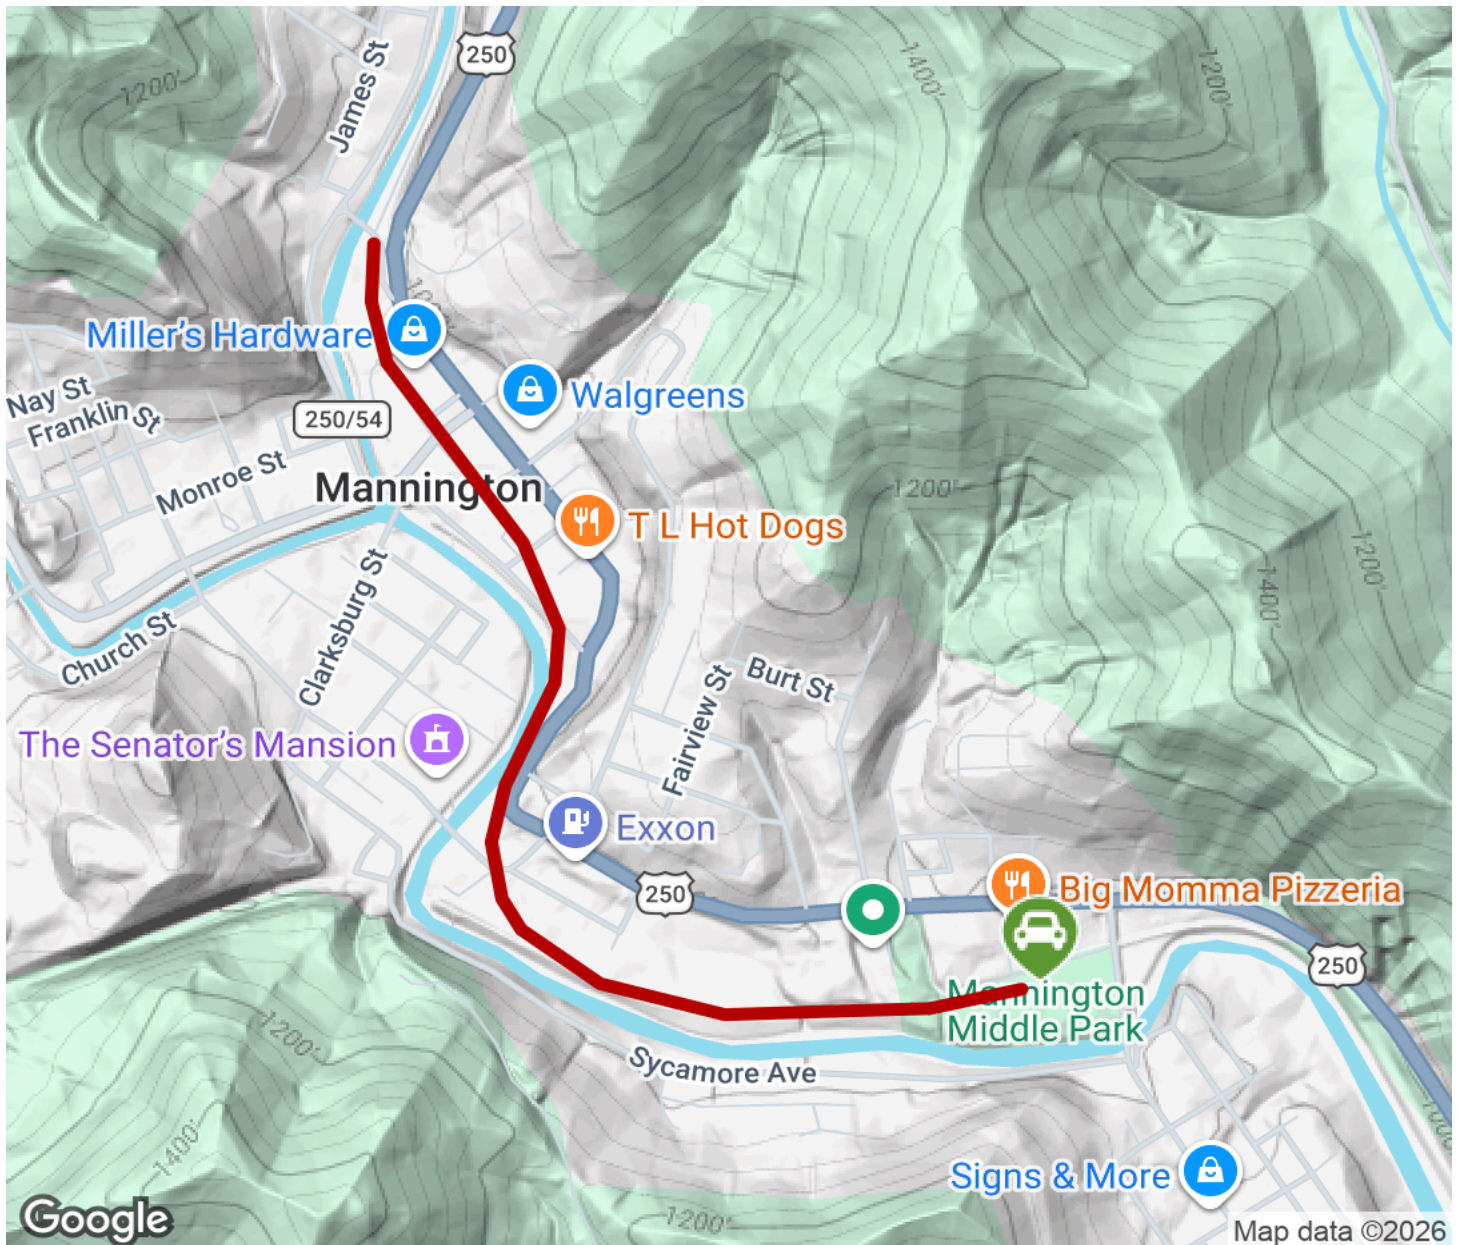 1200'
James St
250
1400'
1200'
Miller's Hardware
Walgreens
Nay St
Franklin St
250/54
Monroe St
Mannington
1200'
T L Hot Dogs
1400'
1200'
Clarksburg St
Church St
Burt St
Fairview St
The Senator's Mansion
Exxon
250
Big Momma Pizzeria
250
Mannington
Middle Park
1200'
Sycamore Ave
1400'
Signs & More
1200'
Google
Map data ©2026